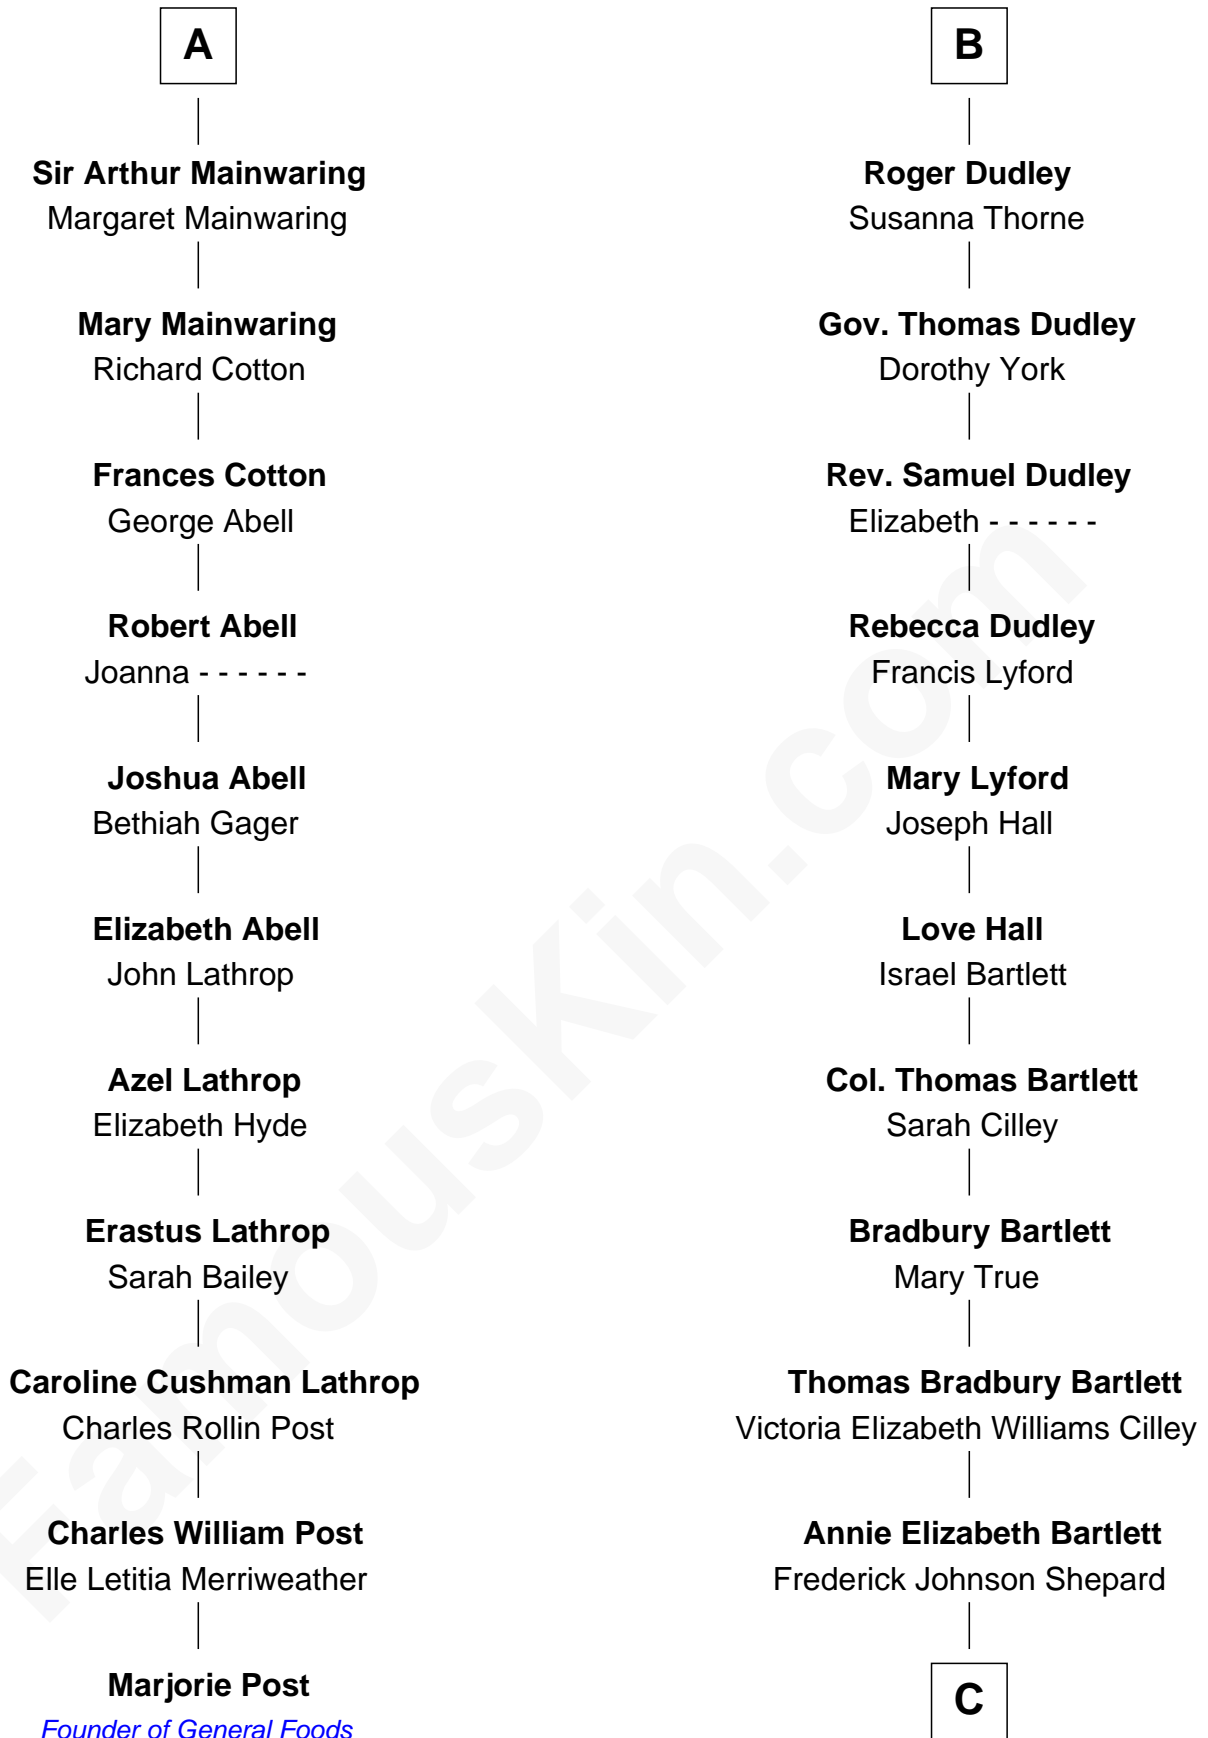 A
Sir Arthur Mainwaring
Margaret Mainwaring
Mary Mainwaring
Richard Cotton
Frances Cotton
George Abell
Robert Abell
Joanna - - - - - -
Joshua Abell
Bethiah Gager
Elizabeth Abell
John Lathrop
Azel Lathrop
Elizabeth Hyde
Erastus Lathrop
Sarah Bailey
Caroline Cushman Lathrop
Charles Rollin Post
Charles William Post
Elle Letitia Merriweather
Marjorie Post
Founder of General Foods
B
Roger Dudley
Susanna Thorne
Gov. Thomas Dudley
Dorothy York
Rev. Samuel Dudley
Elizabeth - - - - - -
Rebecca Dudley
Francis Lyford
Mary Lyford
Joseph Hall
Love Hall
Israel Bartlett
Col. Thomas Bartlett
Sarah Cilley
Bradbury Bartlett
Mary True
Thomas Bradbury Bartlett
Victoria Elizabeth Williams Cilley
Annie Elizabeth Bartlett
Frederick Johnson Shepard
C
FamousKin.com